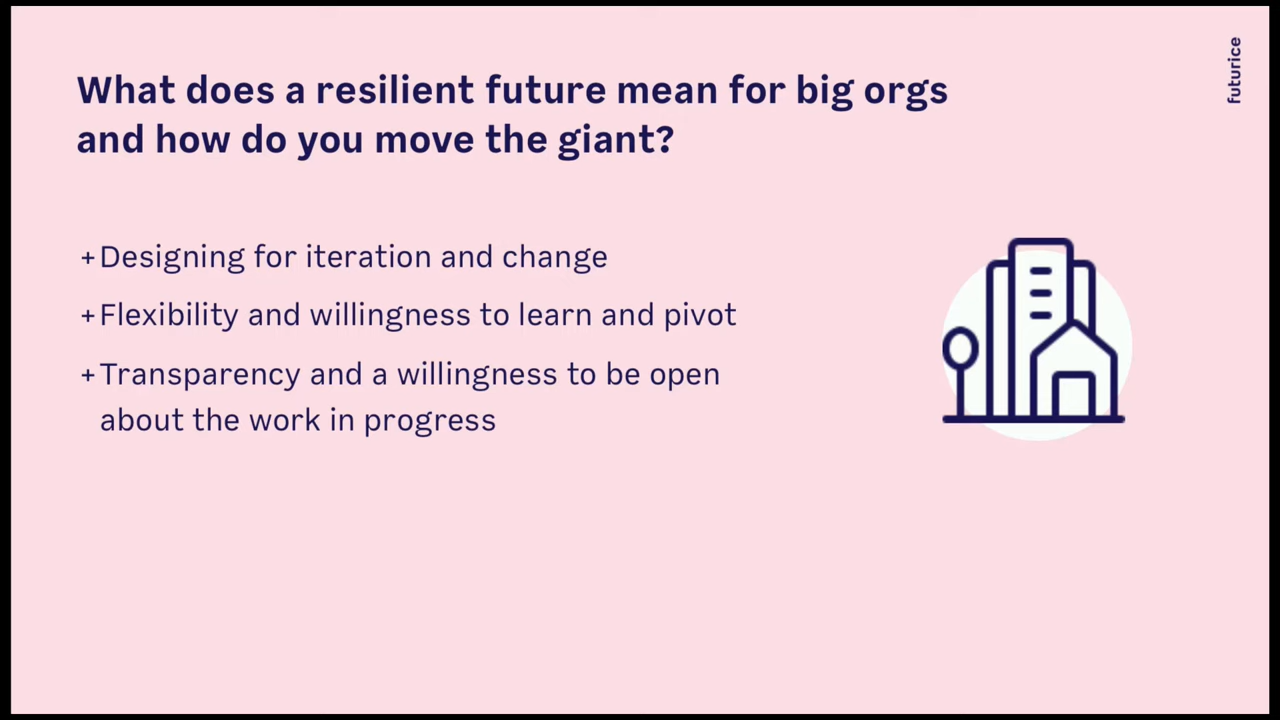 What does a resilient future mean for big orgs
and how do you move the giant?
+Designing for iteration and change
+Flexibility and willingness to learn and pivot
+Transparency and a willingness to be open
about the work in progress
futurice